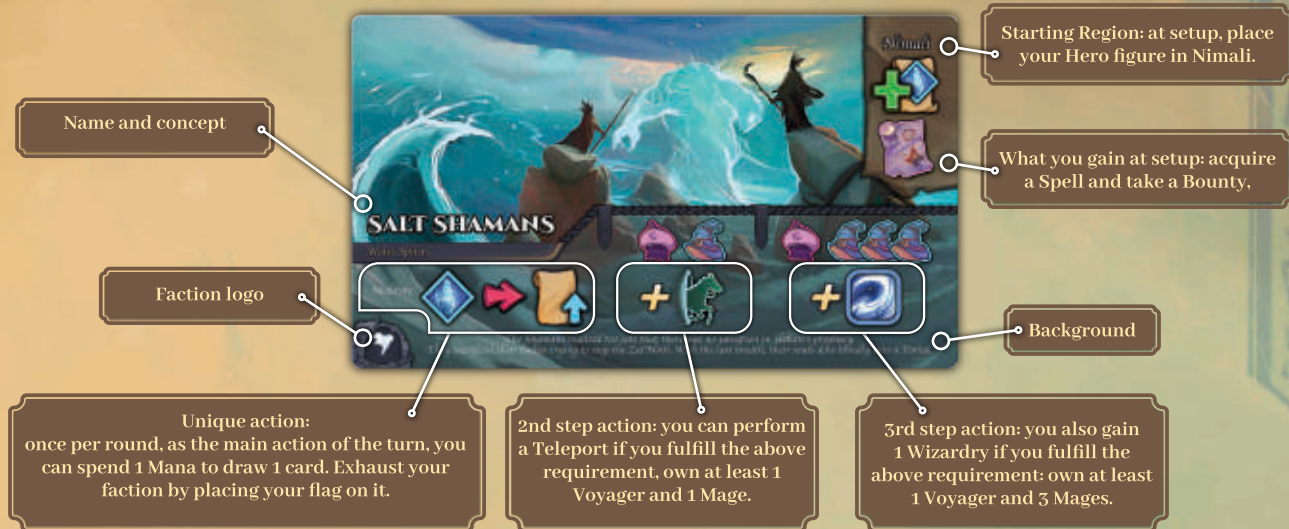 Nimali
Starting Region: at setup, place
your Hero figure in Nimali.
Name and concept
What you gain at setup: acquire
a Spell and take a Bounty,
SALT SHAMANS
Water Spirits
Faction logo
Background
Unique action:
once per round, as the main action of the turn, you
can spend 1 Mana to draw 1 card. Exhaust your
faction by placing your flag on it.
2nd step action: you can perform
a Teleport if you fulfill the above
requirement, own at least 1
Voyager and 1 Mage.
3rd step action: you also gain
1 Wizardry if you fulfill the
above requirement: own at least
1 Voyager and 3 Mages.